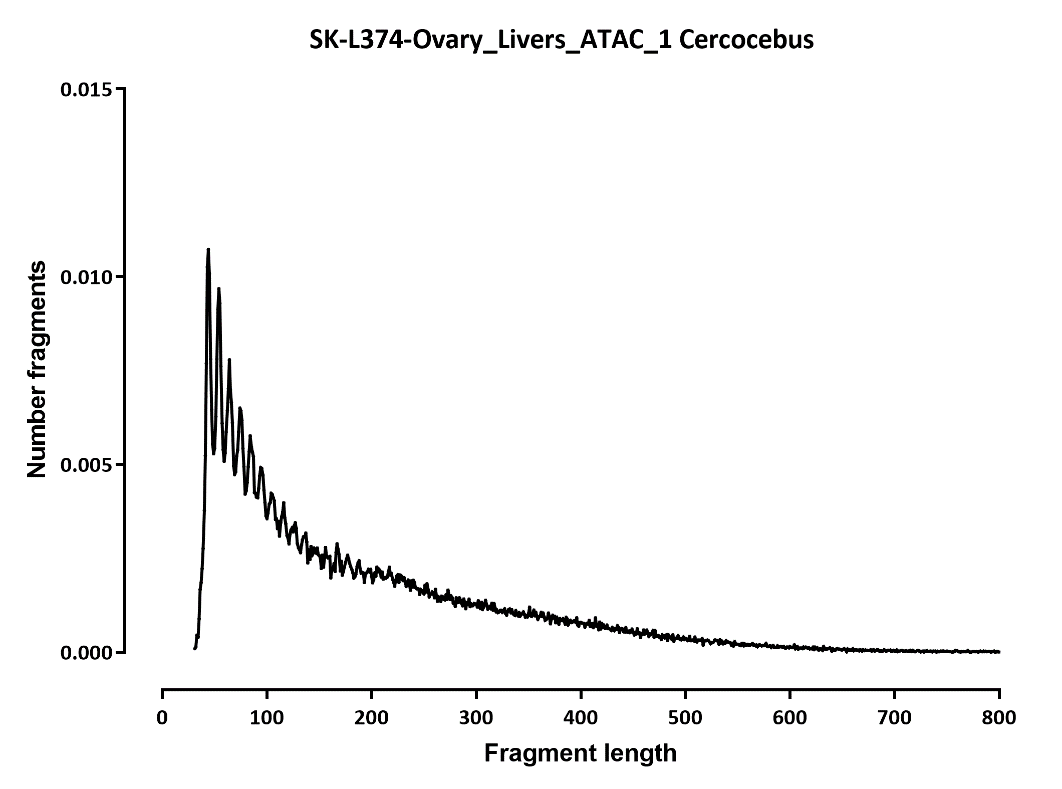 SK-L374-Ovary_Livers_ATAC_1 Cercocebus
0.015
0.010
0.005
0.000
Number fragments
0 100 200 300 400 500 600 700 800
Fragment length